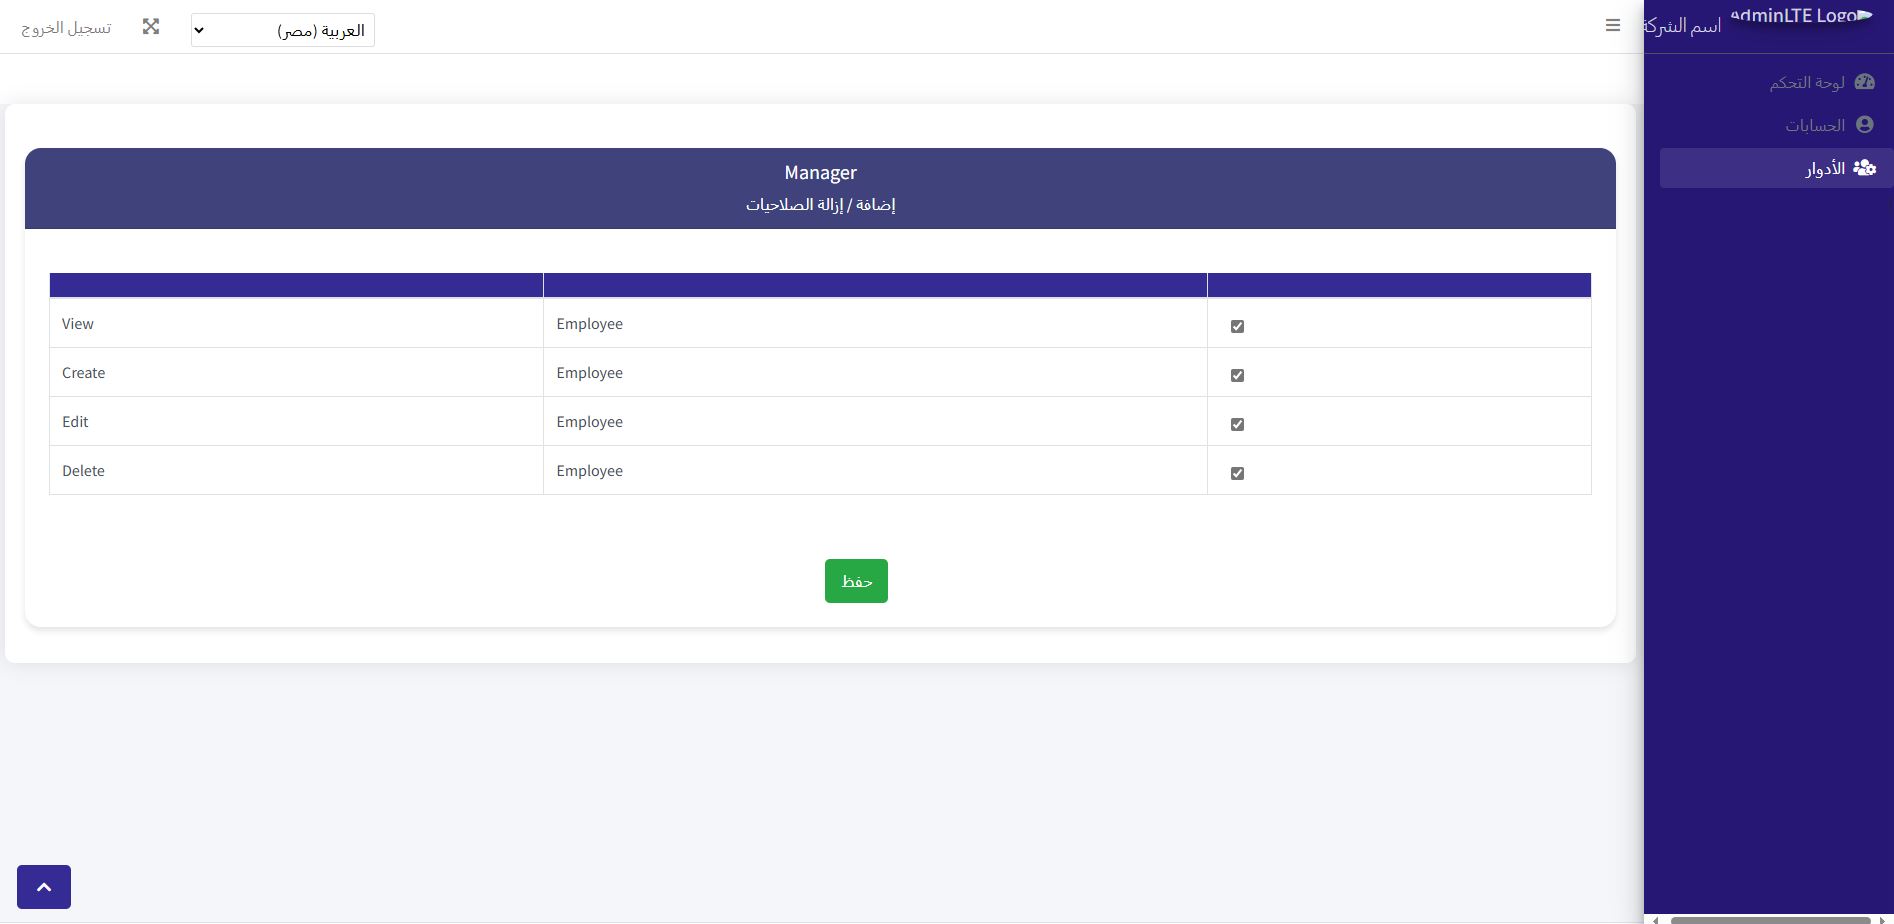 AdminLTE Logo اسم الشركة
العربية (مصر)
تسجيل الخروج
لوحة التحكم
الحسابات
الأدوار
Manager
إضافة / إزالة الصلاحيات
View Employee
Create Employee
Edit Employee
Delete Employee
حفظ